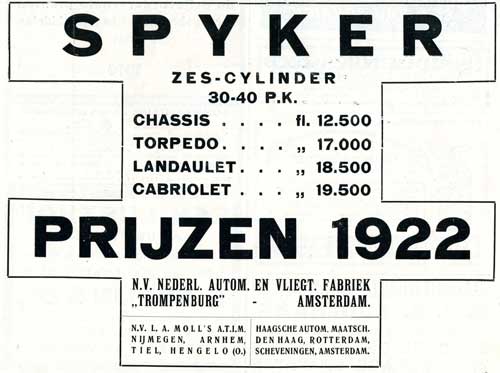 SPYKER
ZES-CYLINDER
30-40 P.K.
CHASSIS . . . . fl. 12.500
TORPEDO. . . . „ 17.000
LANDAULET. . . . „ 18.500
CABRIOLET . . . „ 19.500
PRIJZEN 1922
N.V. NEDERL. AUTOM. EN VLIEGT. FABRIEK
„TROMPENBURG" - AMSTERDAM.
N.V. L. A. MOLL'S A.T.I.M.
NIJMEGEN, ARNHEM,
TIEL, HENGELO (O.)
HAAGSCHE AUTOM. MAATSCH.
DEN HAAG, ROTTERDAM,
SCHEVENINGEN, AMSTERDAM.